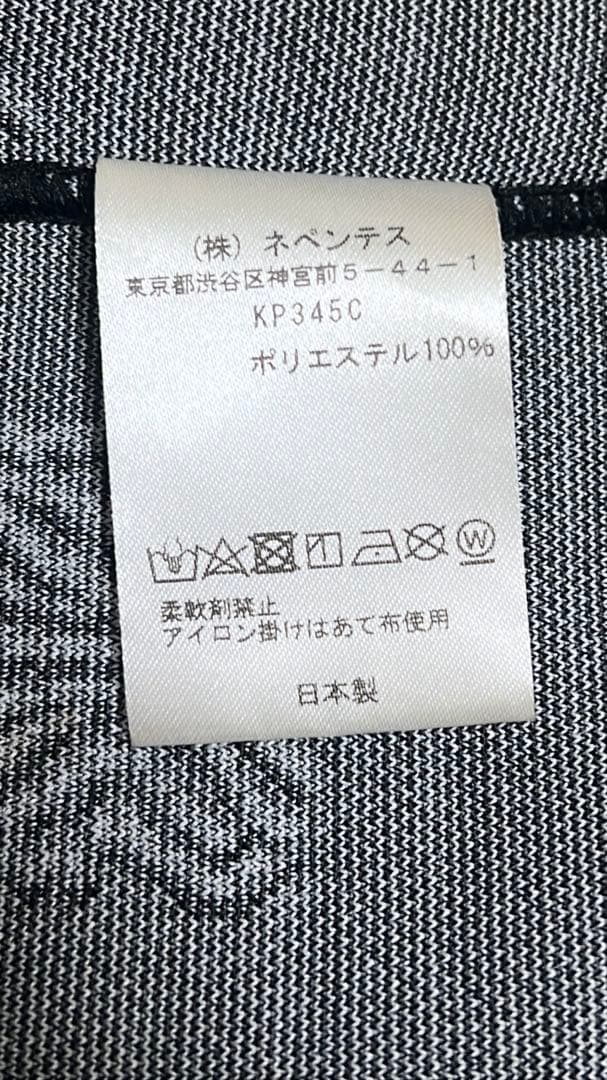 （株）ネペンテス
東京都渋谷区神宮前５－４４－１
KP345C
ポリエステル100%
W
柔軟剤禁止
アイロン掛けはあて布使用
日本製